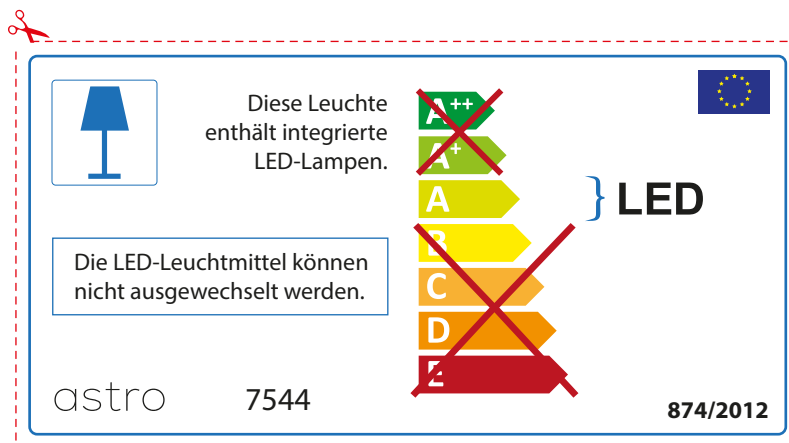 Diese Leuchte
enthält integrierte
LED-Lampen.
A++
A+
A
B
C
D
E
LED
Die LED-Leuchtmittel können
nicht ausgewechselt werden.
astro
7544
874/2012